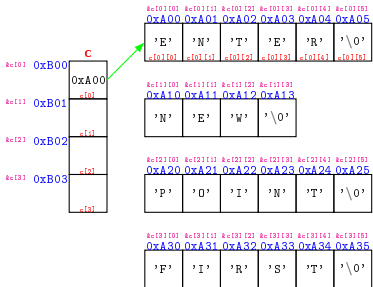 &c[0][0] &c[0][1] &c[0][2] &c[0][3] &c[0][4] &c[0][5]
0xA00 0xA01 0xA02 0xA03 0xA04 0xA05
'E' 'N' 'T' 'E' 'R' '\0'
c[0][0] c[0][1] c[0][2] c[0][3] c[0][4] c[0][5]
C
&c[0] 0xB00 0xA00
c[0]
&c[1] 0xB01
c[1]
&c[2] 0xB02
c[2]
&c[3] 0xB03
c[3]
&c[1][0] &c[1][1] &c[1][2] &c[1][3]
0xA10 0xA11 0xA12 0xA13
'N' 'E' 'W' '\0'
&c[2][0] &c[2][1] &c[2][2] &c[2][3] &c[2][4] &c[2][5]
0xA20 0xA21 0xA22 0xA23 0xA24 0xA25
'P' 'O' 'I' 'N' 'T' '\0'
&c[3][0] &c[3][1] &c[3][2] &c[3][3] &c[3][4] &c[3][5]
0xA30 0xA31 0xA32 0xA33 0xA34 0xA35
'F' 'I' 'R' 'S' 'T' '\0'